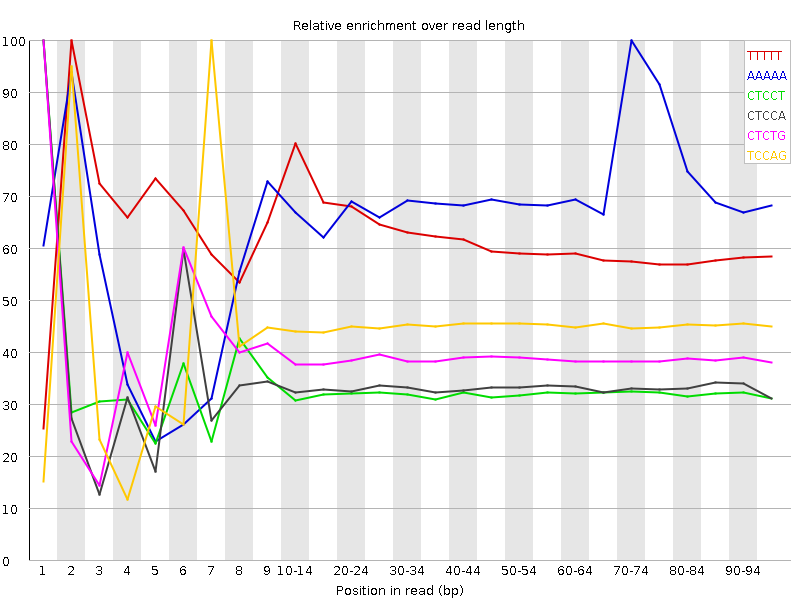 Relative enrichment over read length
100
90
80
70
60
50
40
30
20
10
0
TTTTT
AAAAA
CTCCT
CTCCA
CTCTG
TCCAG
1 2 3 4 5 6 7 8 9 10-14 20-24 30-34 40-44 50-54 60-64 70-74 80-84 90-94
Position in read (bp)